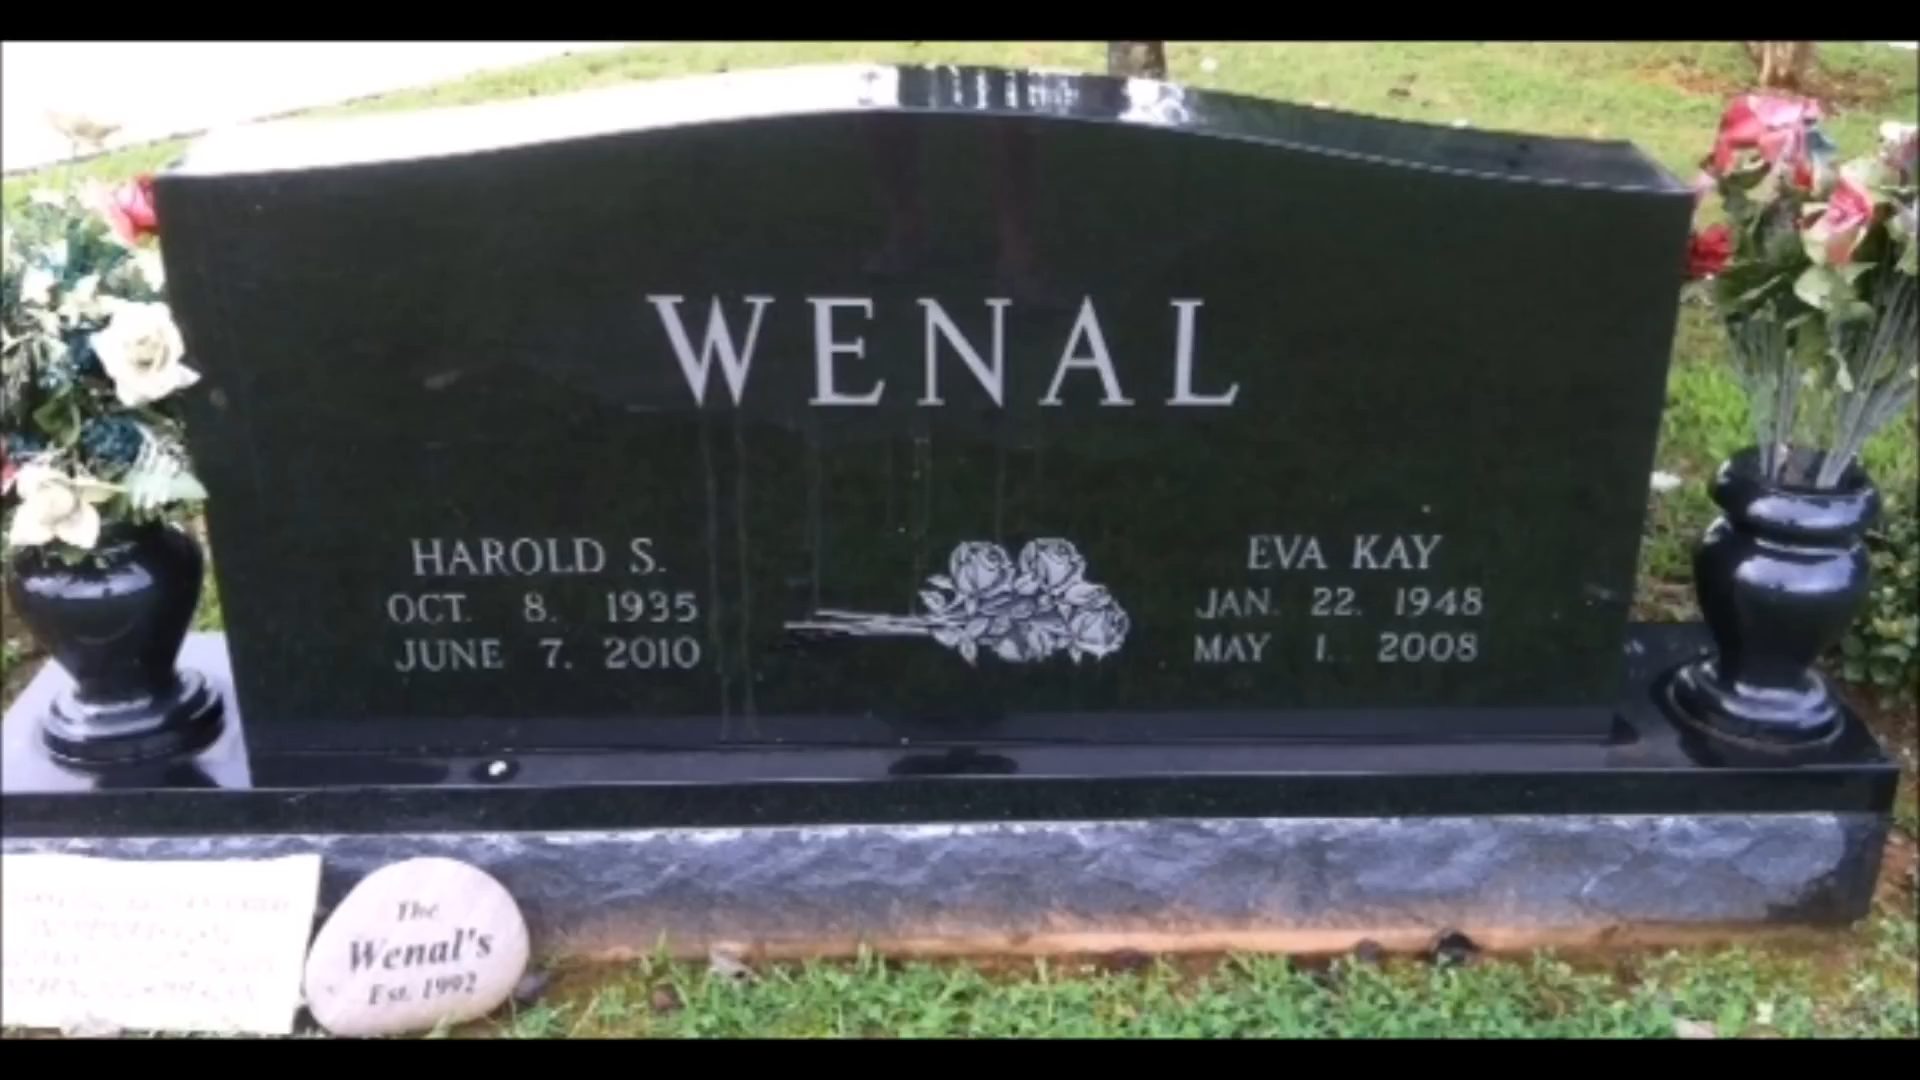 WENAL
HAROLD S.
OCT. 8. 1935
JUNE 7. 2010
EVA KAY
JAN. 22. 1948
MAY 1. 2008
The
Wenal's
Est. 1992